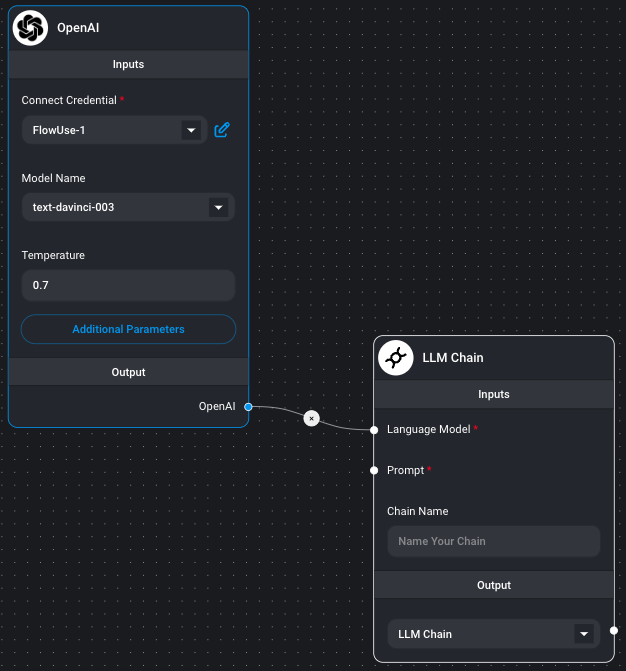 OpenAI
Inputs
Connect Credential *
FlowUse-1
Model Name
text-davinci-003
Temperature
0.7
Additional Parameters
Output
OpenAI
LLM Chain
Inputs
Language Model *
Prompt *
Chain Name
Name Your Chain
Output
LLM Chain